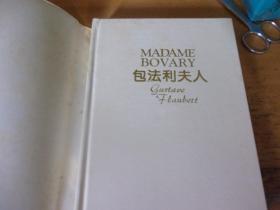 MADAME
BOVARY
包法利夫人
Gustave
Flaubert